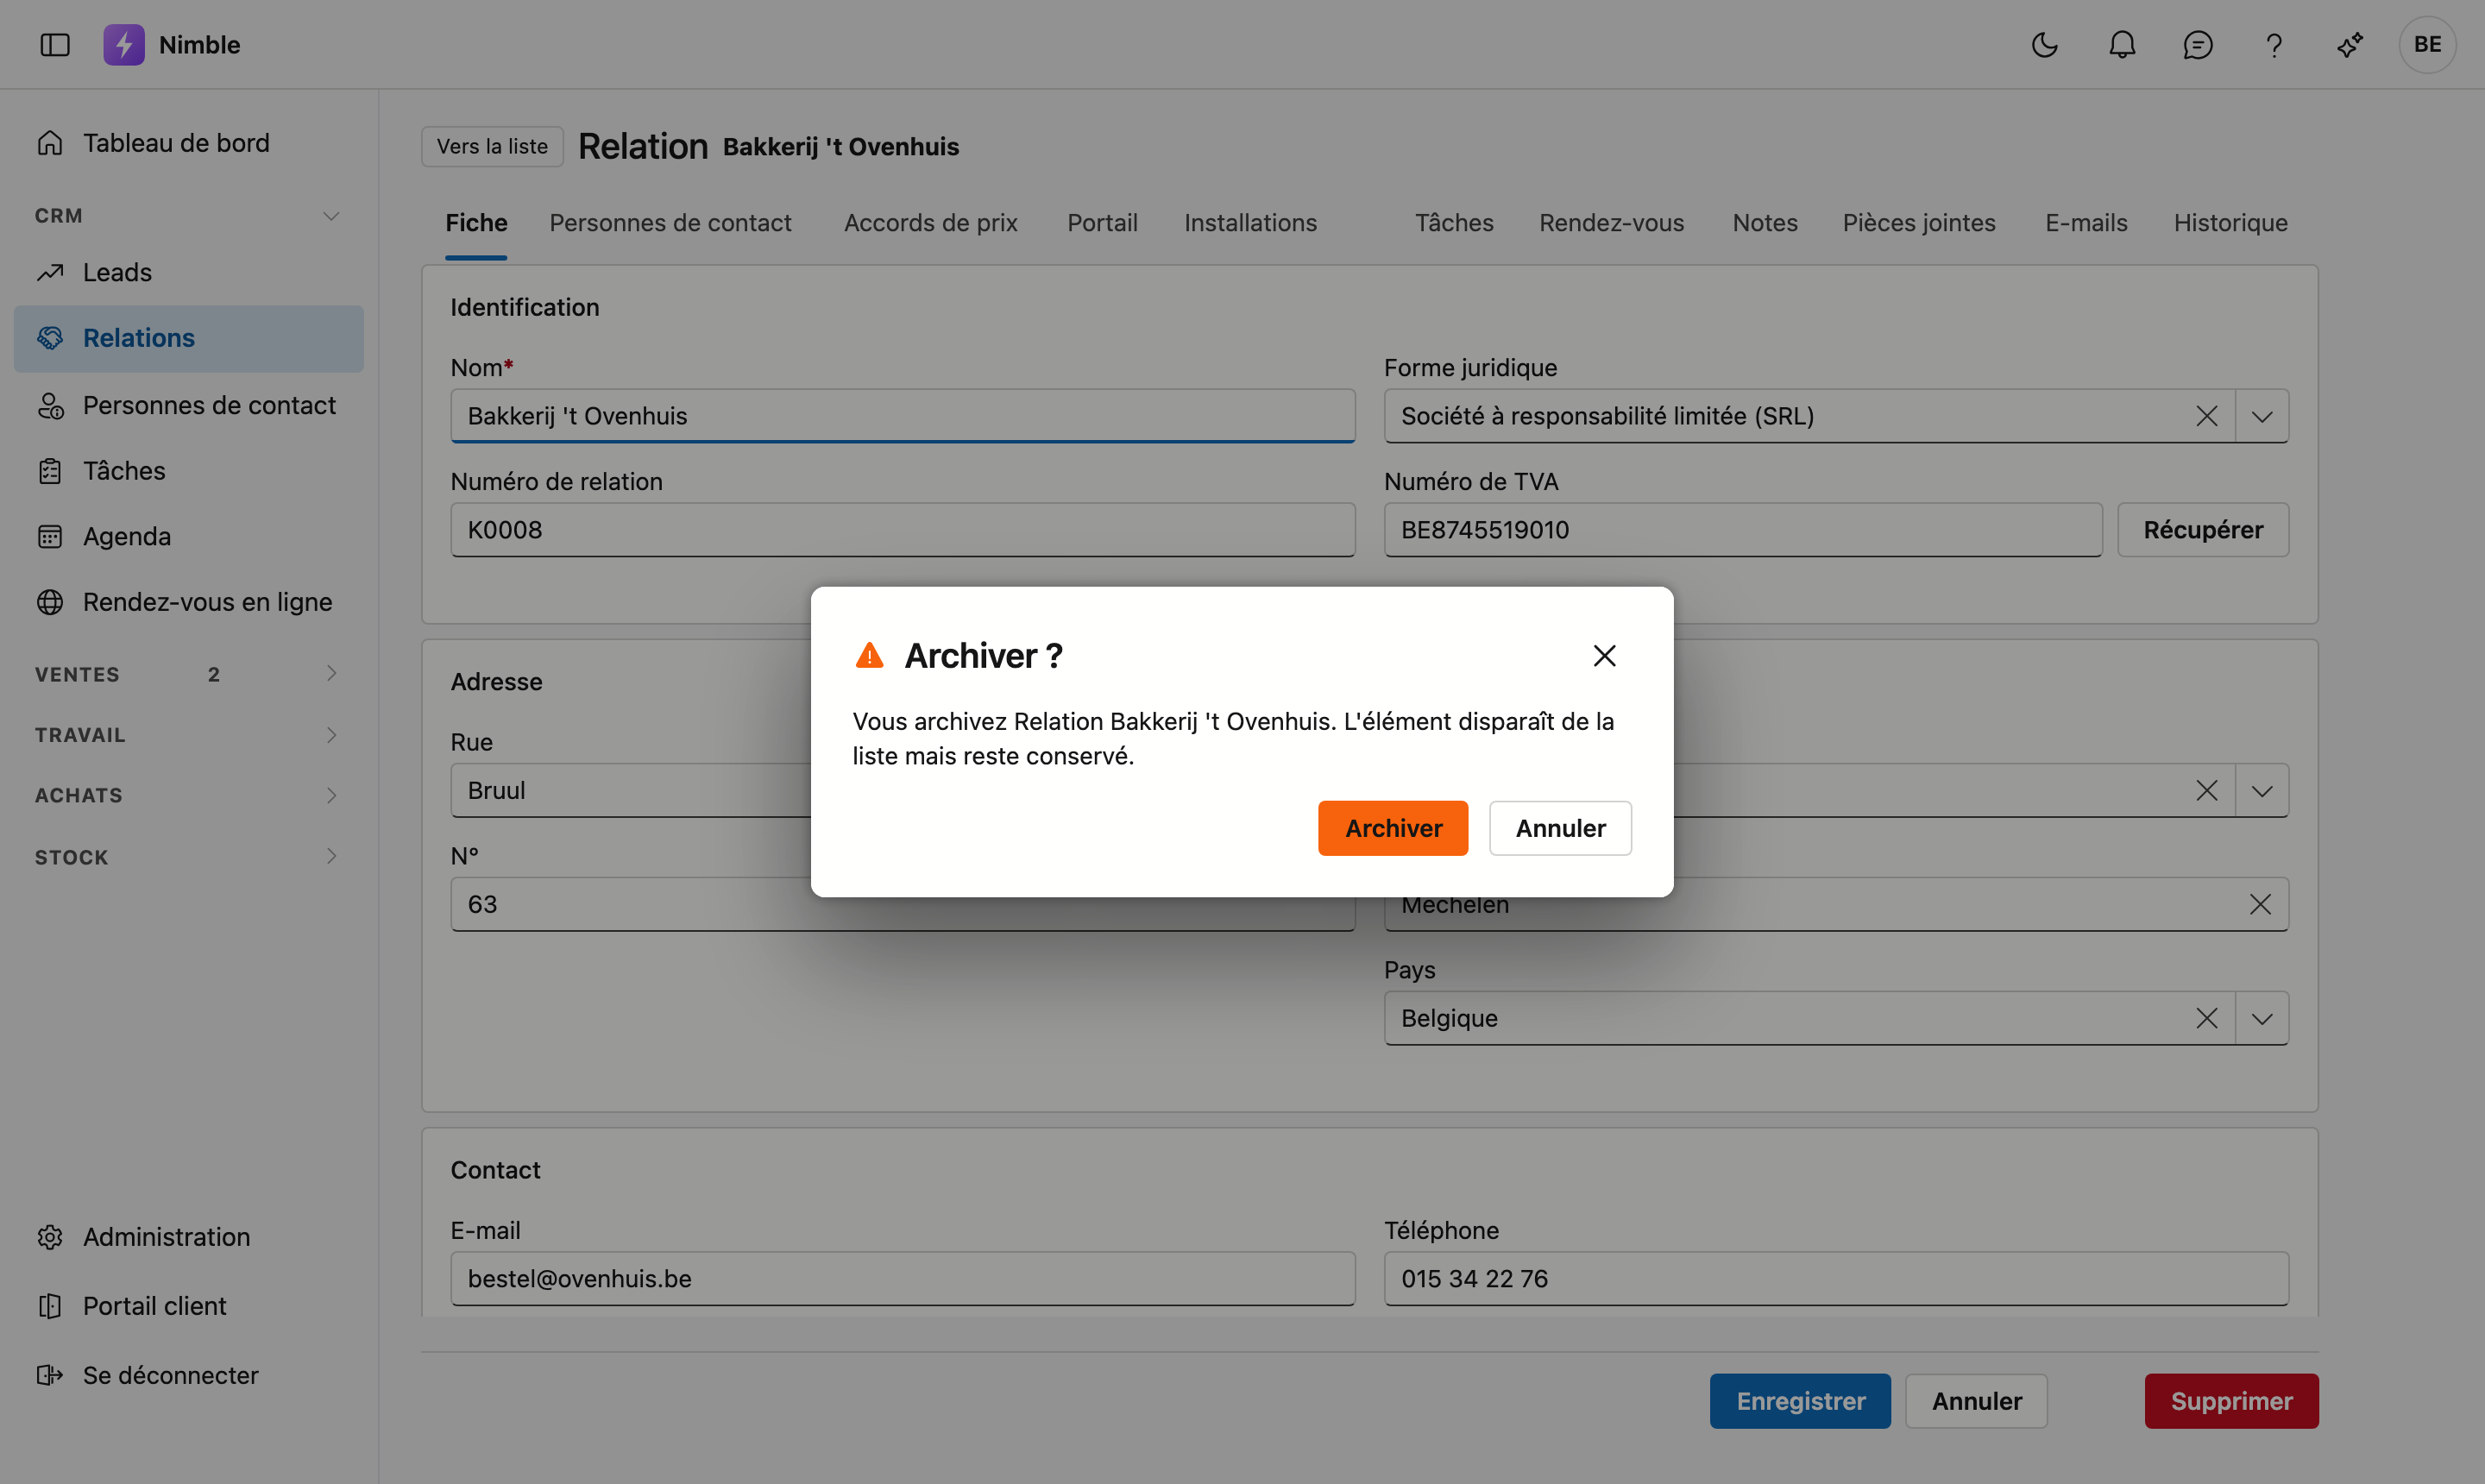 Nimble
BE
Tableau de bord
CRM
Leads
Relations
Personnes de contact
Tâches
Agenda
Rendez-vous en ligne
VENTES 2
TRAVAIL
ACHATS
STOCK
Administration
Portail client
Se déconnecter
Vers la liste Relation Bakkerij 't Ovenhuis
Fiche Personnes de contact Accords de prix Portail Installations Tâches Rendez-vous Notes Pièces jointes E-mails Historique
Identification
Nom* Forme juridique
Bakkerij 't Ovenhuis Société à responsabilité limitée (SRL)
Numéro de relation Numéro de TVA
K0008 BE8745519010 Récupérer
Archiver ?
Vous archivez Relation Bakkerij 't Ovenhuis. L'élément disparaît de la
liste mais reste conservé.
Archiver Annuler
Adresse
Rue
Bruul
N°
63 Mechelen
Pays
Belgique
Contact
E-mail Téléphone
bestel@ovenhuis.be 015 34 22 76
Enregistrer Annuler Supprimer